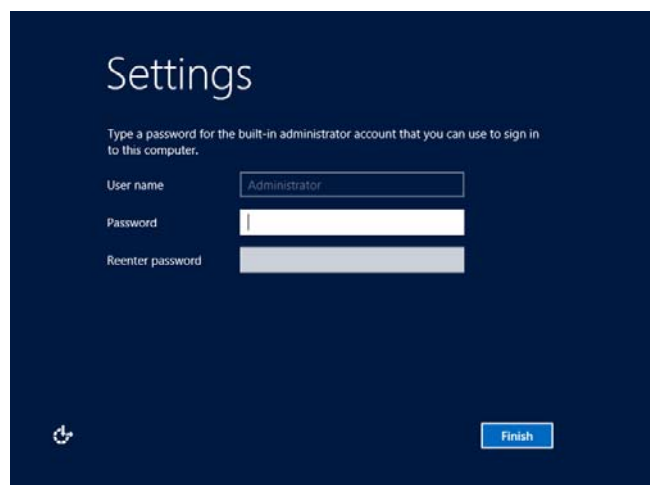 Settings
Type a password for the built-in administrator account that you can use to sign in
to this computer.
User name
Administrator
Password
Reenter password
Finish